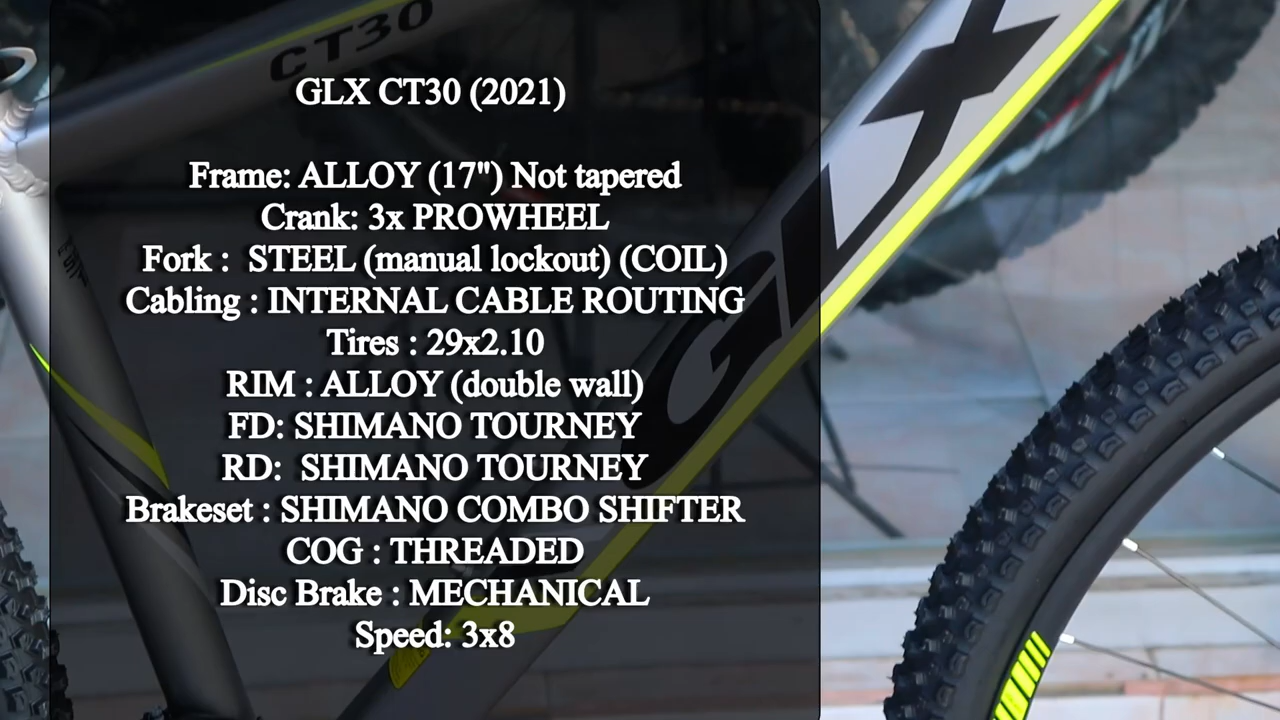 CT30
GLX CT30 (2021)
Frame: ALLOY (17") Not tapered
Crank: 3x PROWHEEL
Fork : STEEL (manual lockout) (COIL)
Cabling : INTERNAL CABLE ROUTING
Tires : 29x2.10
RIM : ALLOY (double wall)
FD: SHIMANO TOURNEY
RD: SHIMANO TOURNEY
Brakeset : SHIMANO COMBO SHIFTER
COG : THREADED
Disc Brake : MECHANICAL
Speed: 3x8
GLX